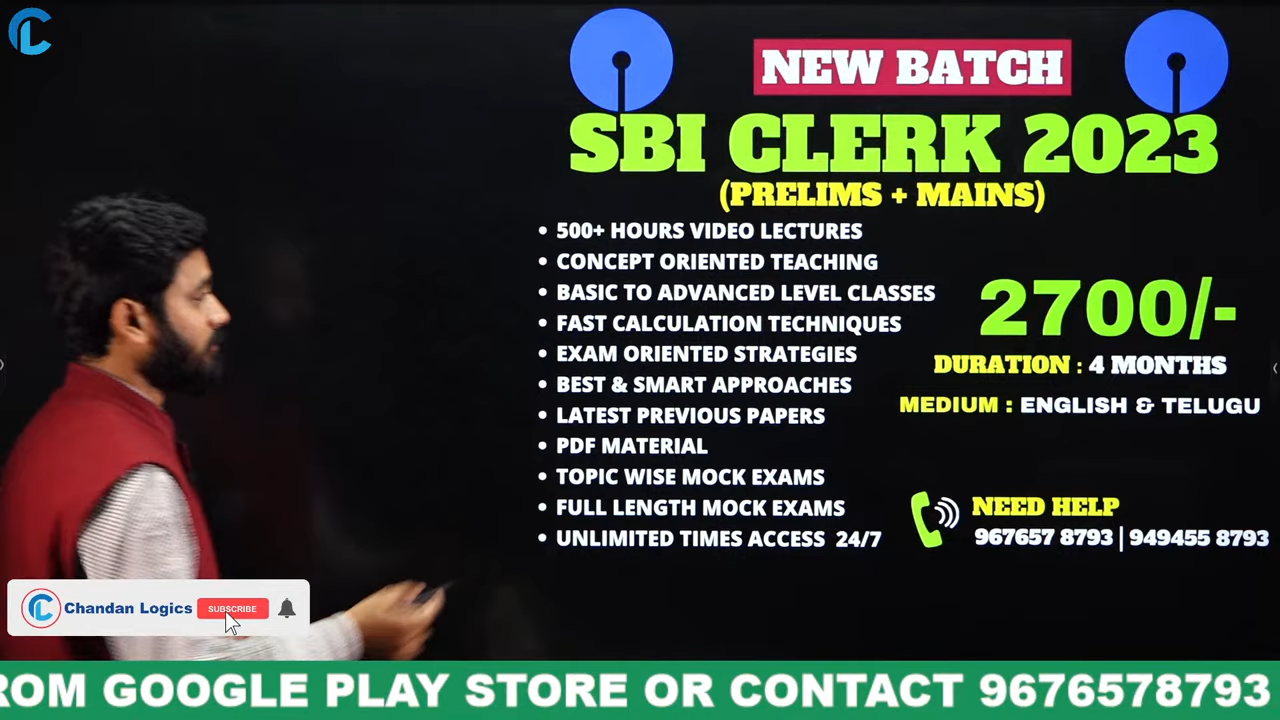 NEW BATCH
SBI CLERK 2023
(PRELIMS + MAINS)
• 500+ HOURS VIDEO LECTURES
• CONCEPT ORIENTED TEACHING
• BASIC TO ADVANCED LEVEL CLASSES
• FAST CALCULATION TECHNIQUES
• EXAM ORIENTED STRATEGIES
• BEST & SMART APPROACHES
• LATEST PREVIOUS PAPERS
• PDF MATERIAL
• TOPIC WISE MOCK EXAMS
• FULL LENGTH MOCK EXAMS
• UNLIMITED TIMES ACCESS 24/7
2700/-
DURATION : 4 MONTHS
MEDIUM : ENGLISH & TELUGU
NEED HELP
967657 8793 | 949455 8793
Chandan Logics SUBSCRIBE
ROM GOOGLE PLAY STORE OR CONTACT 9676578793